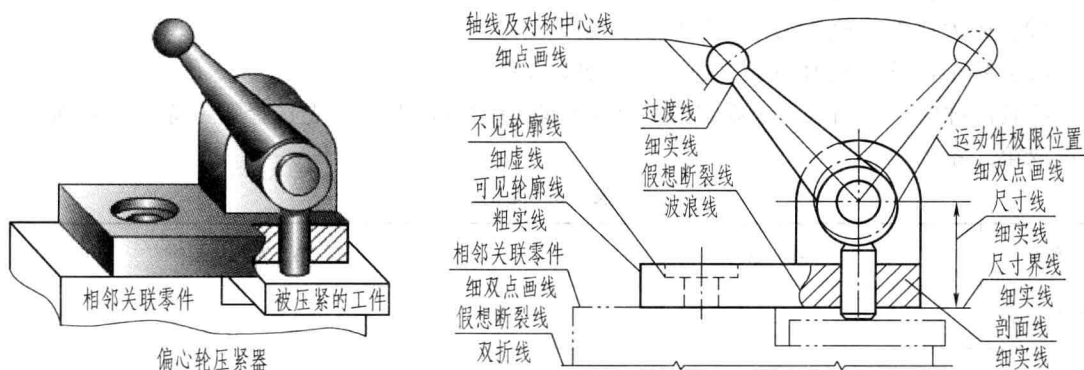 相邻关联零件
被压紧的工件
偏心轮压紧器
轴线及对称中心线
细点画线
不见轮廓线
细虚线
可见轮廓线
粗实线
相邻关联零件
细双点画线
假想断裂线
双折线
过渡线
细实线
假想断裂线
波浪线
运动件极限位置
细双点画线
尺寸线
细实线
尺寸界线
细实线
剖面线
细实线